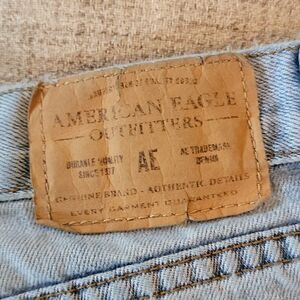 AMERICAN EAGLE
OUTFITTERS
DURABLE QUALITY
SINCE 1977
AE
AE TRADEMARK
DENIM
GENUINE BRAND - AUTHENTIC DETAILS
EVERY GARMENT GUARANTEED